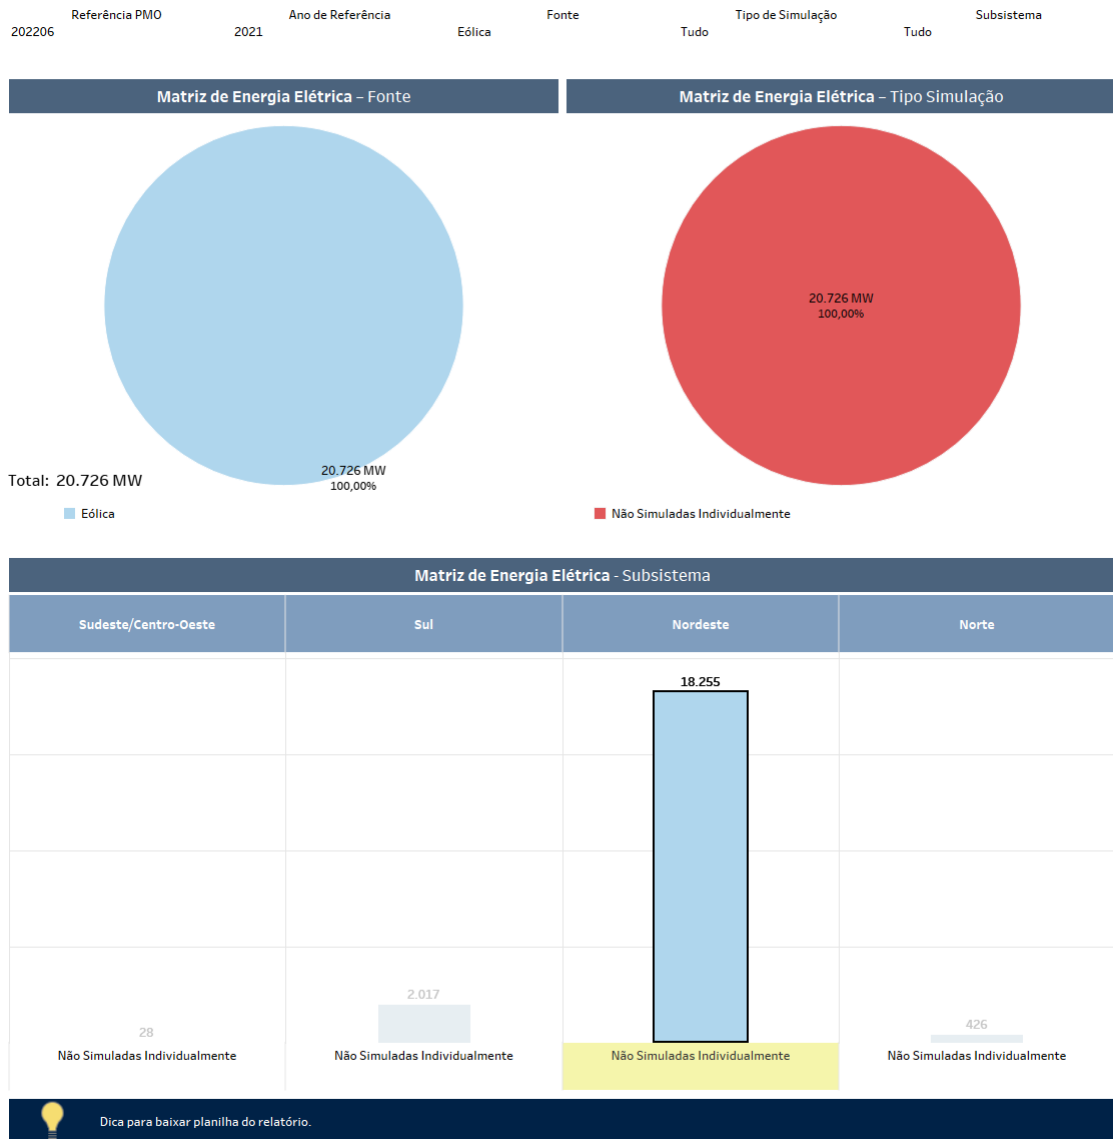 Referência PMO Ano de Referência Fonte Tipo de Simulação Subsistema
202206 2021 Eólica Tudo Tudo
Matriz de Energia Elétrica – Fonte
Matriz de Energia Elétrica – Tipo Simulação
20.726 MW
100,00%
20.726 MW
100,00%
Total: 20.726 MW
Eólica
Não Simuladas Individualmente
Matriz de Energia Elétrica - Subsistema
Sudeste/Centro-Oeste Sul Nordeste Norte
18.255
2.017
28
426
Não Simuladas Individualmente Não Simuladas Individualmente Não Simuladas Individualmente Não Simuladas Individualmente
Dica para baixar planilha do relatório.